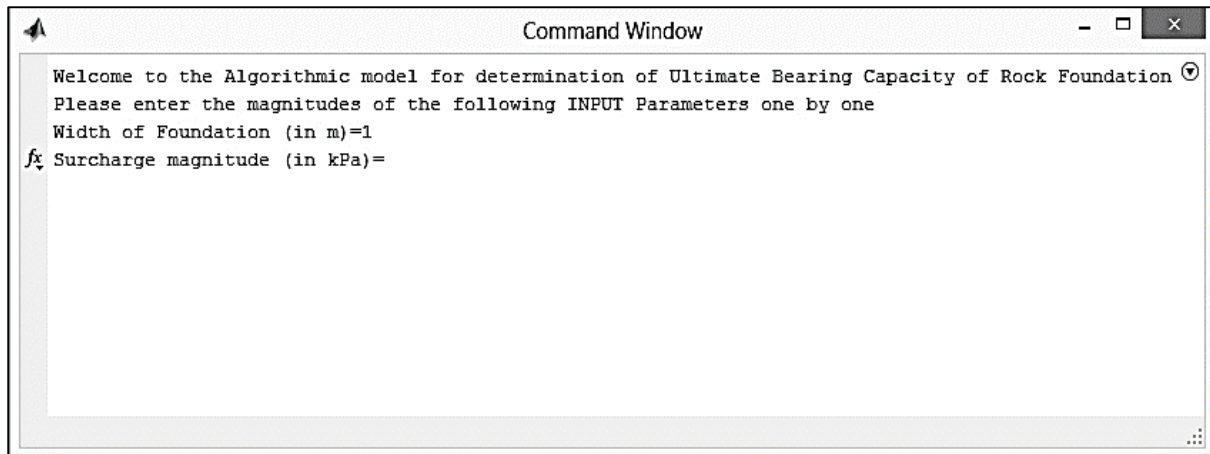 Command Window
Welcome to the Algorithmic model for determination of Ultimate Bearing Capacity of Rock Foundation
Please enter the magnitudes of the following INPUT Parameters one by one
Width of Foundation (in m)=1
fx Surcharge magnitude (in kPa)=